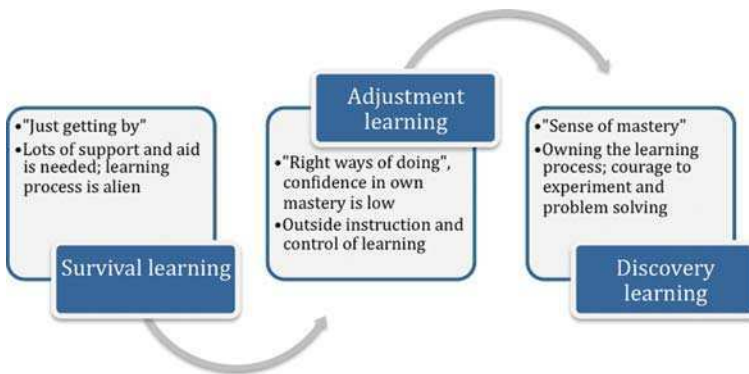 •"Just getting by"
•Lots of support and aid
is needed; learning
process is alien
Survival learning
Adjustment
learning
•"Right ways of doing",
confidence in own
mastery is low
•Outside instruction and
control of learning
•"Sense of mastery"
•Owning the learning
process; courage to
experiment and
problem solving
Discovery
learning